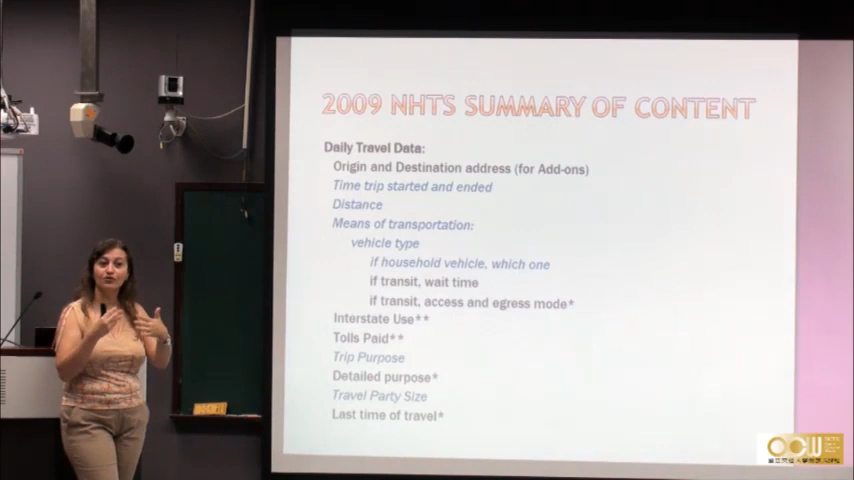 2009 NHTS SUMMARY OF CONTENT
Daily Travel Data:
Origin and Destination address (for Add-ons)
Time trip started and ended
Distance
Means of transportation:
vehicle type
if household vehicle, which one
if transit, wait time
if transit, access and egress mode*
Interstate Use**
Tolls Paid**
Trip Purpose
Detailed purpose*
Travel Party Size
Last time of travel*
OCW